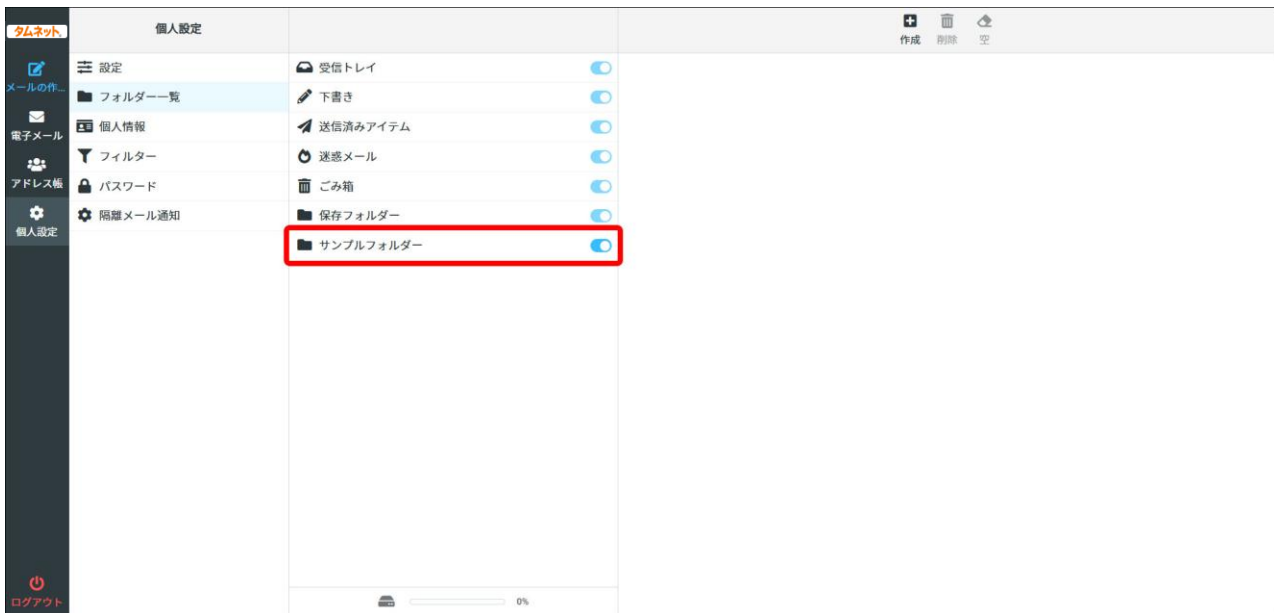 タムネット
個人設定
作成
削除
空
メールの作...
電子メール
アドレス帳
個人設定
ログアウト
設定
フォルダー一覧
個人情報
フィルター
パスワード
隔離メール通知
受信トレイ
下書き
送信済みアイテム
迷惑メール
ごみ箱
保存フォルダー
サンプルフォルダー
0%